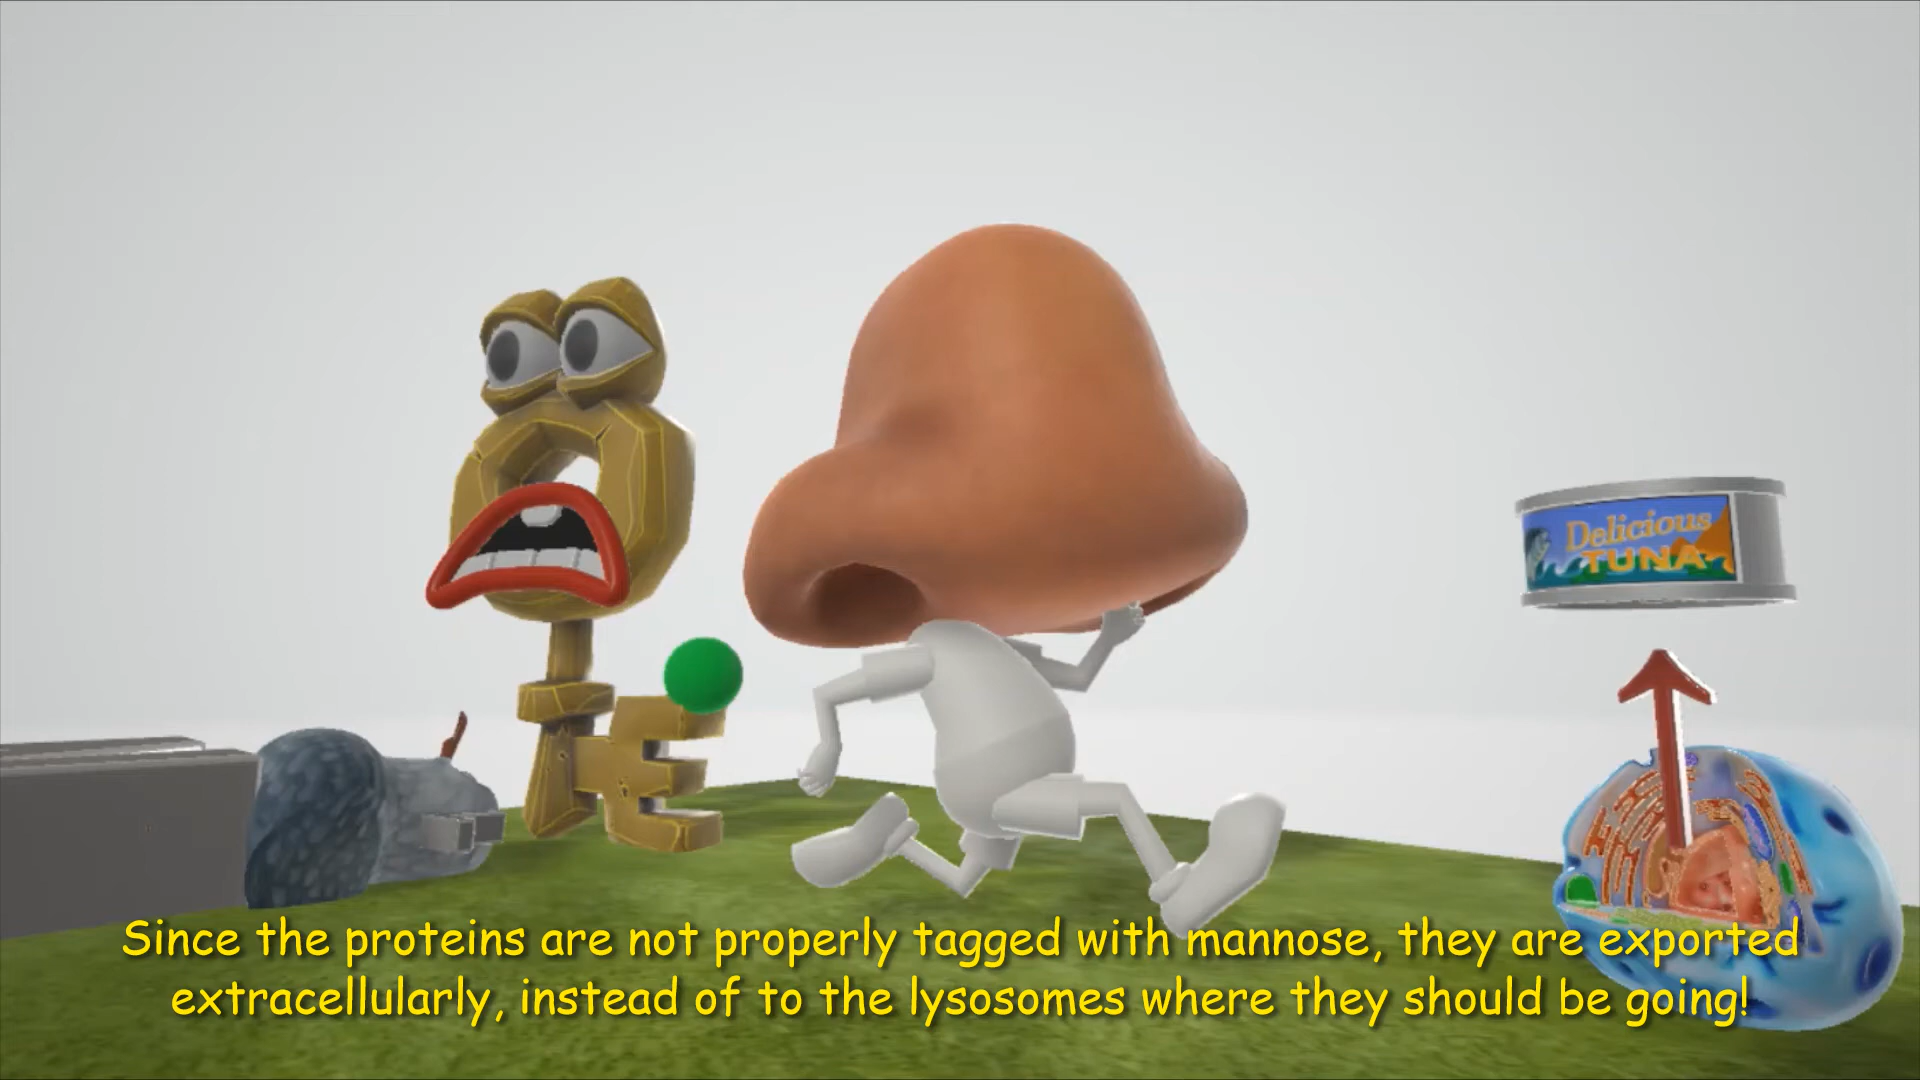 Delicious
TUNA
Since the proteins are not properly tagged with mannose, they are exported
extracellularly, instead of to the lysosomes where they should be going!